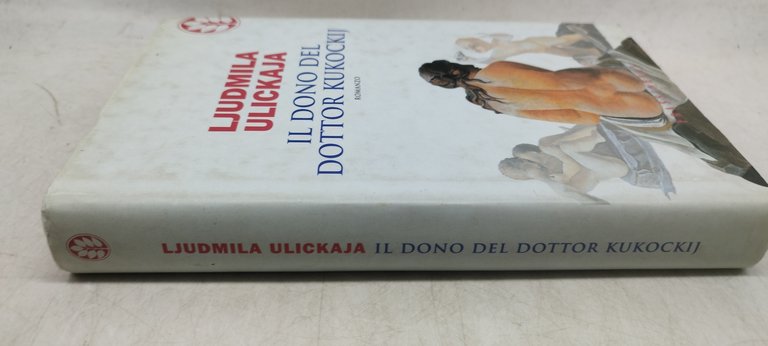 LJUDMILA
ULICKAJA
IL DONO DEL
DOTTOR KUKOCKIJ
ROMANZO
LJUDMILA ULICKAJA IL DONO DEL DOTTOR KUKOCKIJ